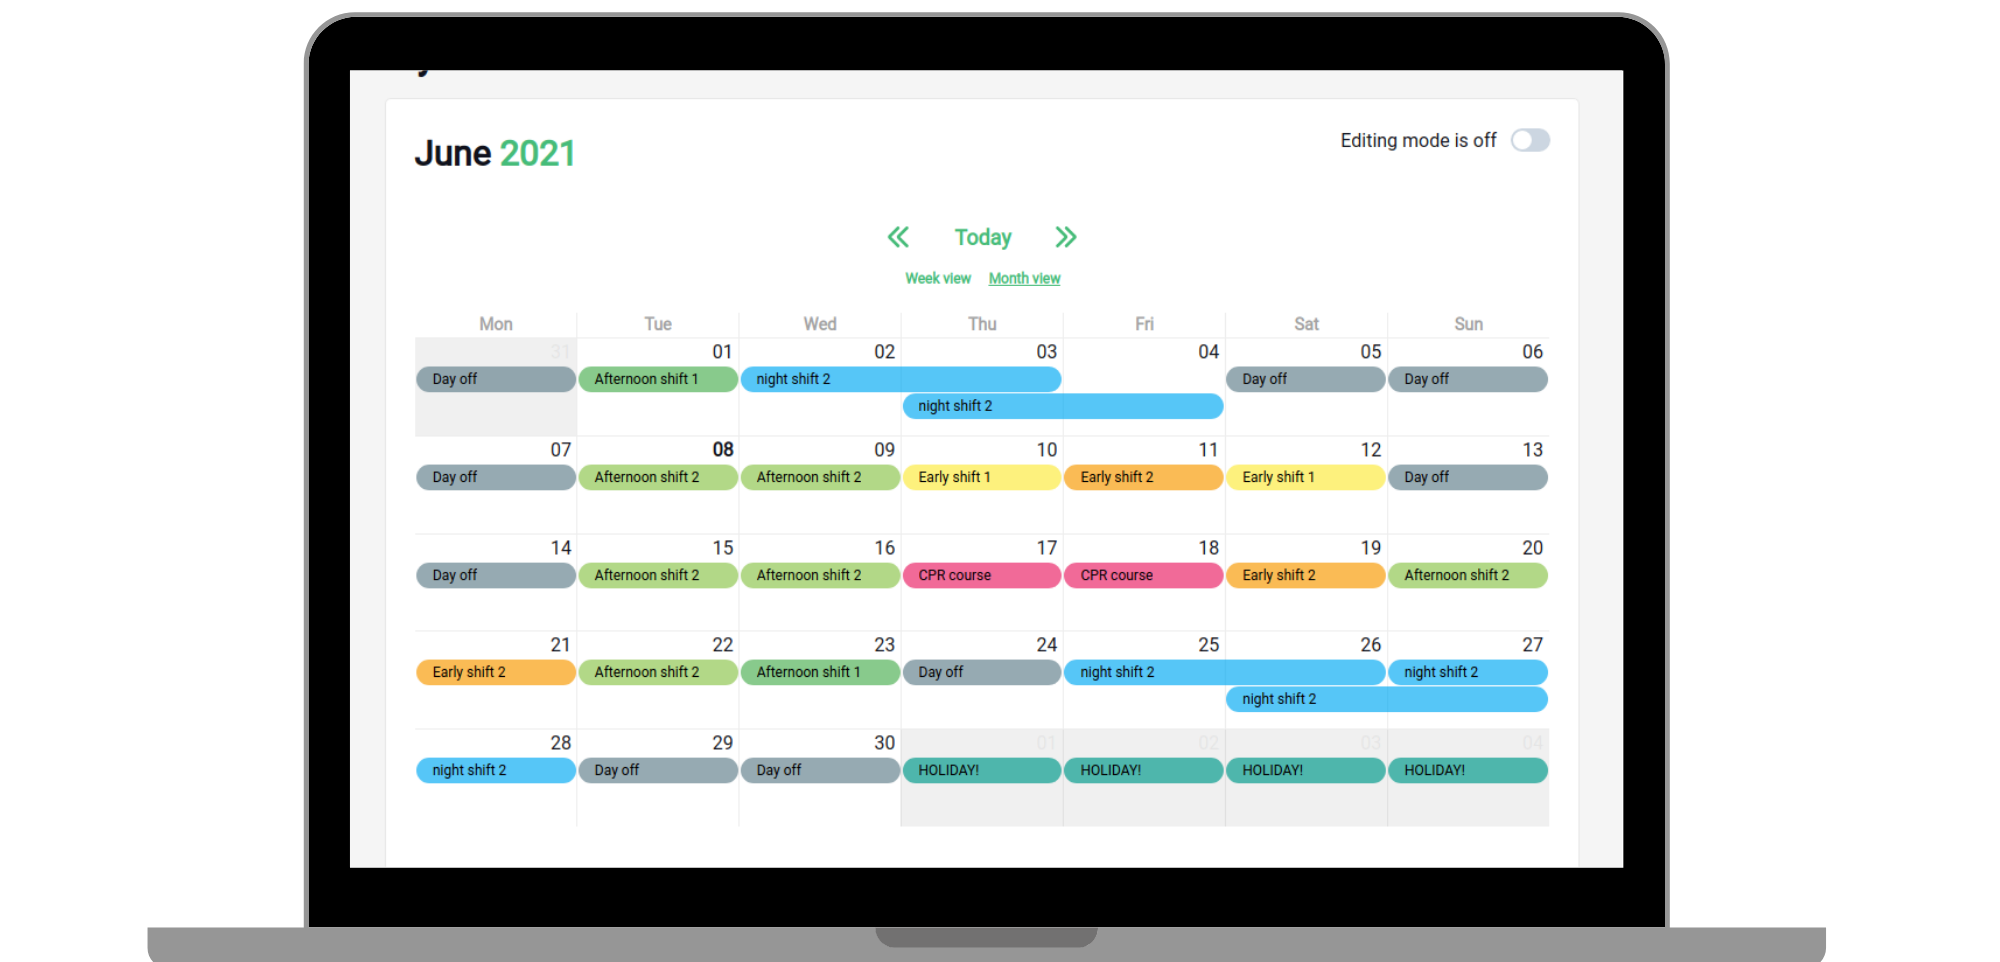 June 2021
Editing mode is off
Today
Week view Month view
Mon Tue Wed Thu Fri Sat Sun
31 01 02 03 04 05 06
Day off Afternoon shift 1 night shift 2 Day off Day off
night shift 2
07 08 09 10 11 12 13
Day off Afternoon shift 2 Afternoon shift 2 Early shift 1 Early shift 2 Early shift 1 Day off
14 15 16 17 18 19 20
Day off Afternoon shift 2 Afternoon shift 2 CPR course CPR course Early shift 2 Afternoon shift 2
21 22 23 24 25 26 27
Early shift 2 Afternoon shift 2 Afternoon shift 1 Day off night shift 2 night shift 2
night shift 2
28 29 30 01 02 03 04
night shift 2 Day off Day off HOLIDAY! HOLIDAY! HOLIDAY! HOLIDAY!